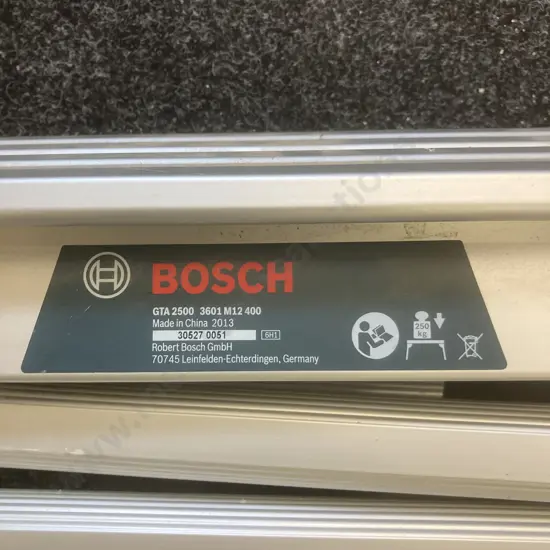 BOSCH
GTA 2500 3601 M12 400
Made in China 2013
30527 0051 6H1
Robert Bosch GmbH
70745 Leinfelden-Echterdingen, Germany
250
kg